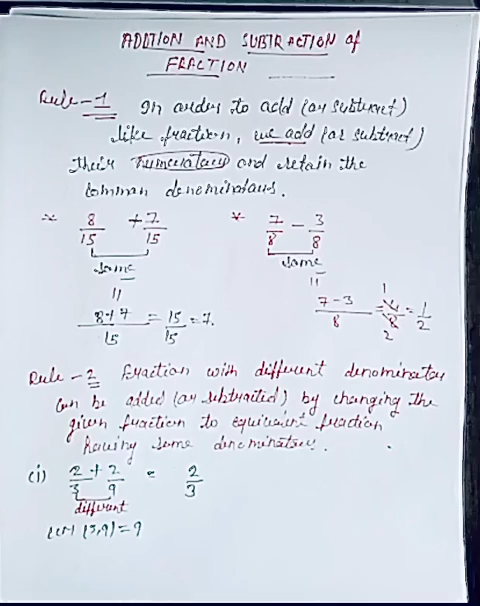 ADDTION AND SUBTRACTION of
FRACTION
Rule-1 In order to add (or subtract)
like fraction, we add (or subtract)
their numerators and retain the
common denominators.
8/15 + 7/15 * 7/8 - 3/8
same same
|| ||
8+7/15 = 15/15 = 1. 7-3/8 = 4/8 = 1/2
Rule-2 Fraction with different denominator
can be added (or subtracted) by changing the
given fraction to equivalent fraction
having same denominators.
(i) 2/3 + 2/9 = 2/3
different
LCM (3,9) = 9